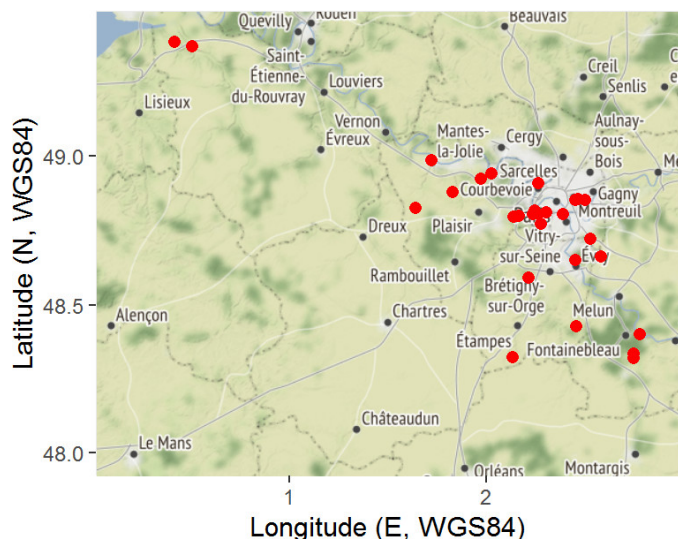 Quevilly
Rouen
Beauvais
Saint-
Étienne-
du-Rouvray
Louviers
Creil
Senlis
Lisieux
Vernon
Évreux
Mantes-
la-Jolie
Cergy
Aulnay-
sous-
Bois
49.0
Sarcelles
Courbevoie
Gagny
Montreuil
Plaisir
Dreux
Vitry-
sur-Seine
Évry
Rambouillet
Brétigny-
sur-Orge
48.5
Alençon
Chartres
Melun
Étampes
Fontainebleau
Châteaudun
Le Mans
48.0
Orléans
Montargis
1
2
Latitude (N, WGS84)
Longitude (E, WGS84)